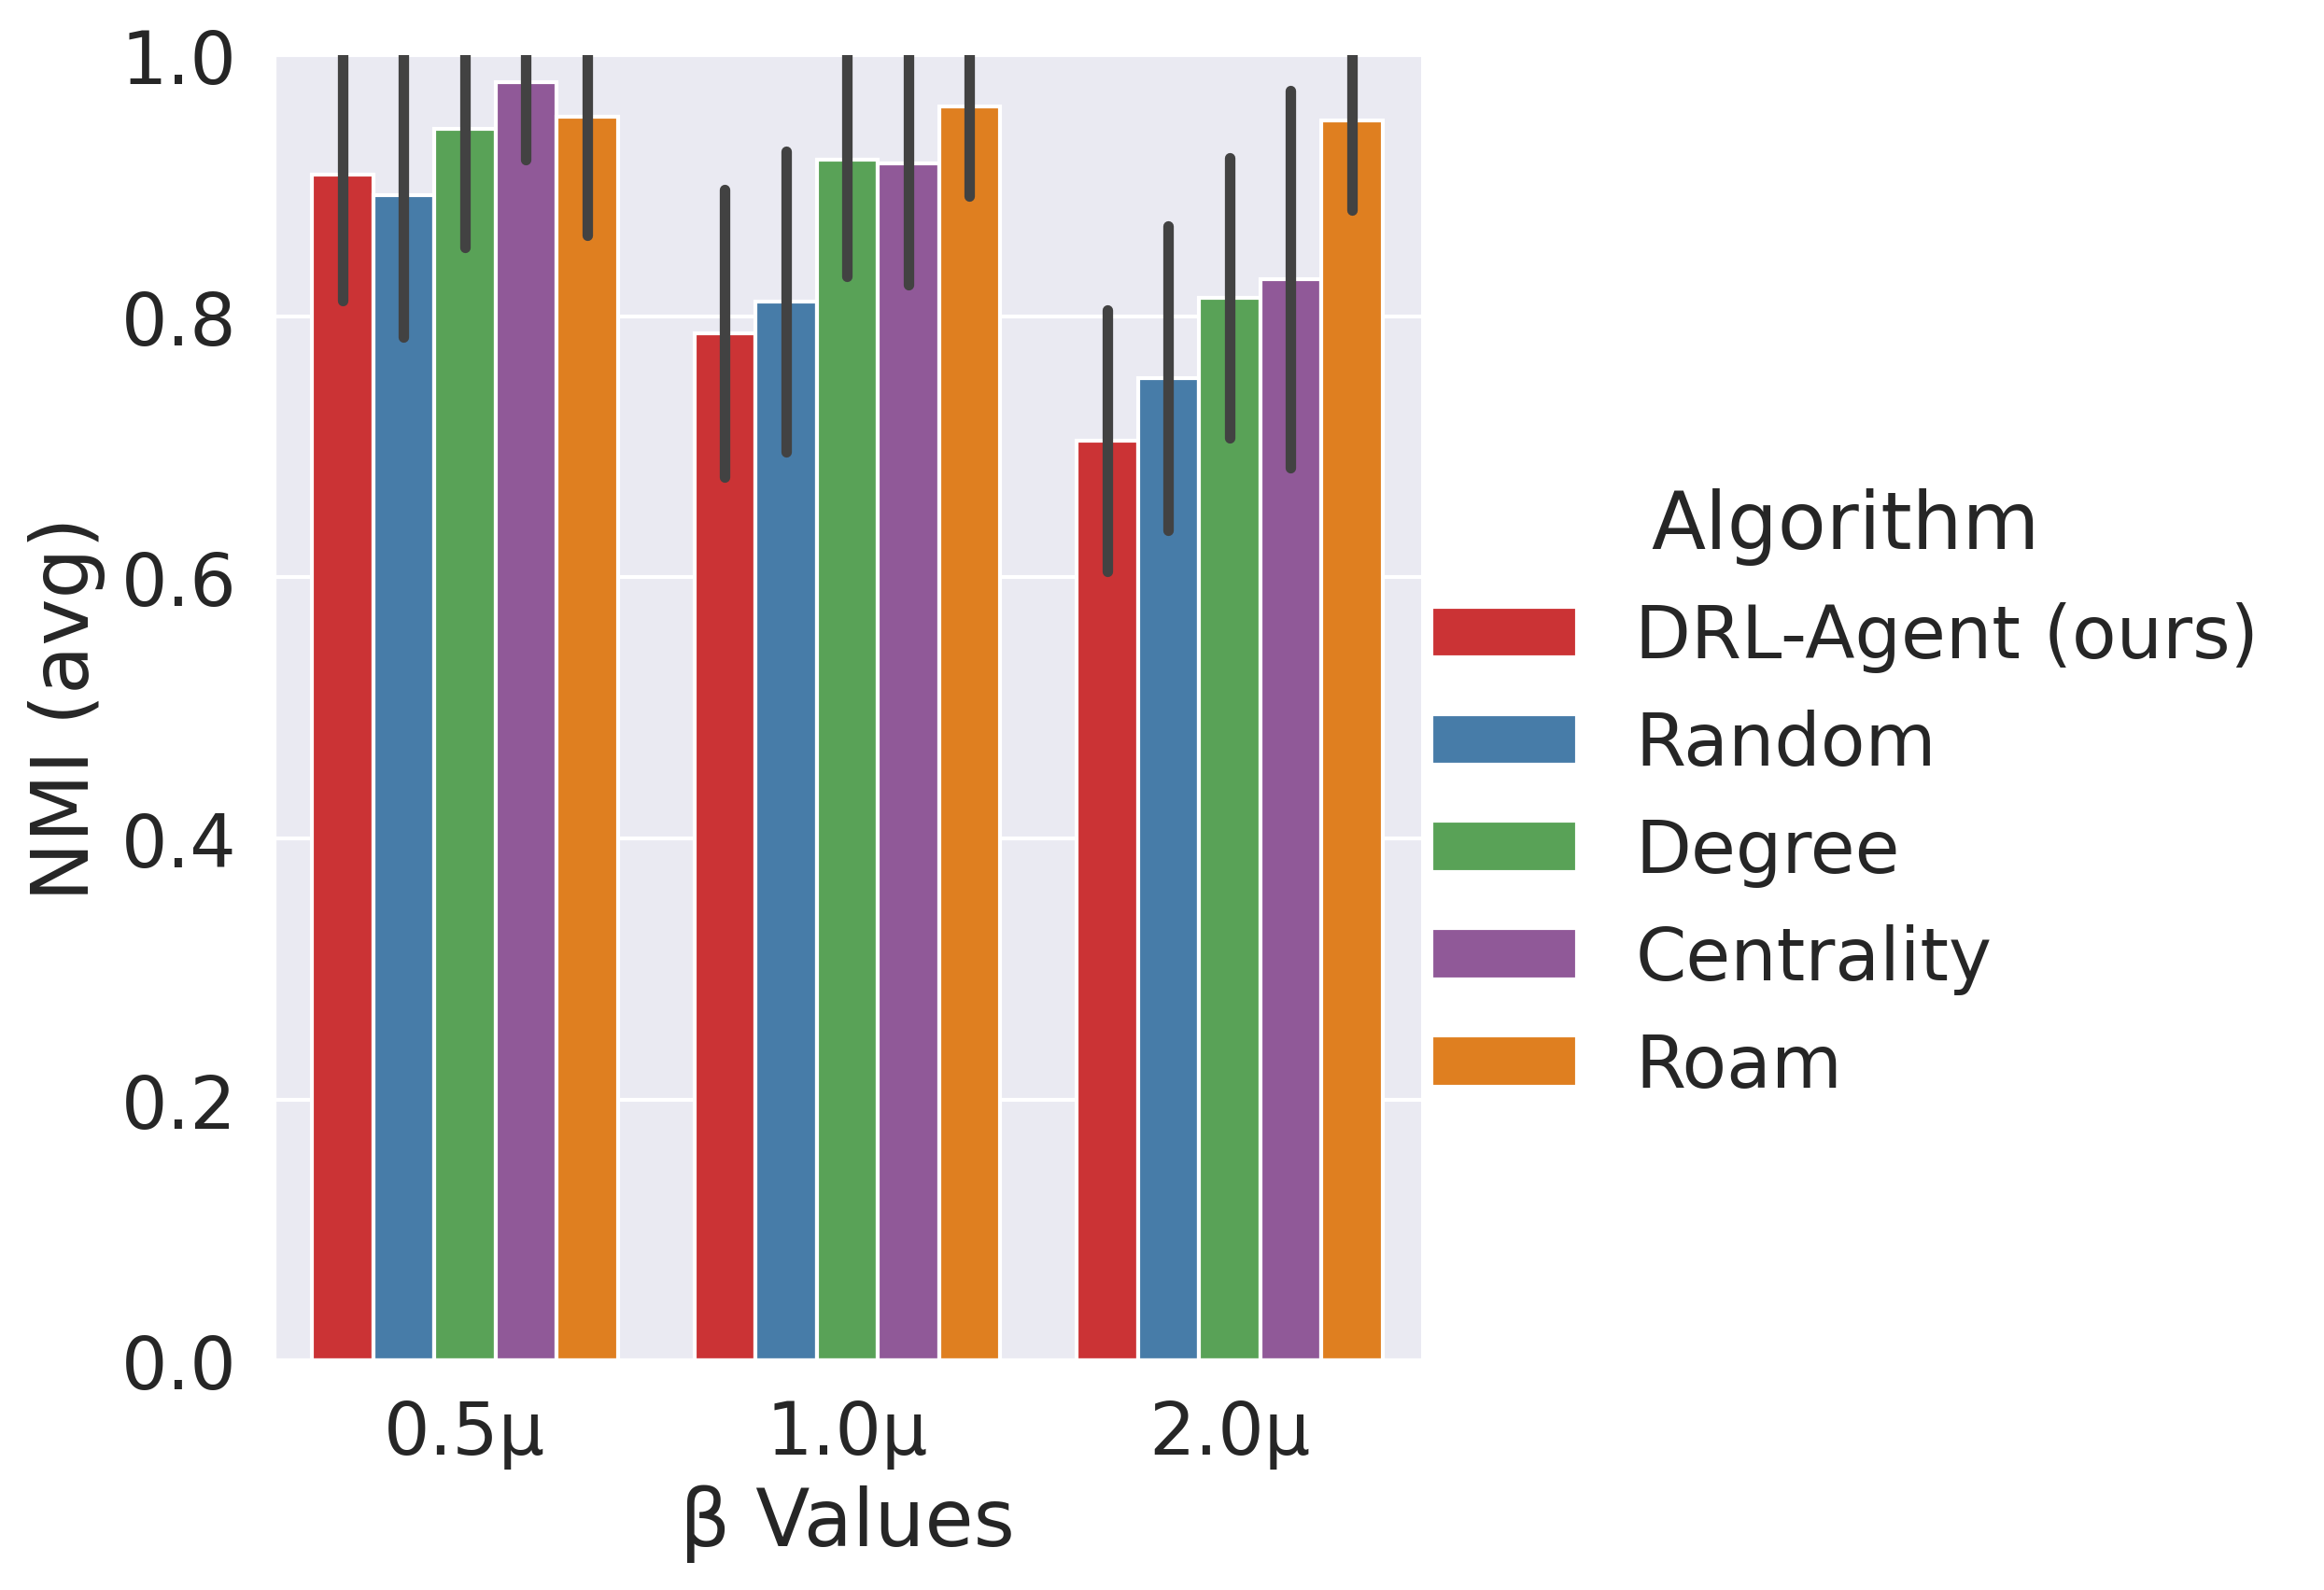 NMI (avg)
1.0
0.8
0.6
0.4
0.2
0.0
0.5μ
1.0μ
2.0μ
β Values
Algorithm
DRL-Agent (ours)
Random
Degree
Centrality
Roam